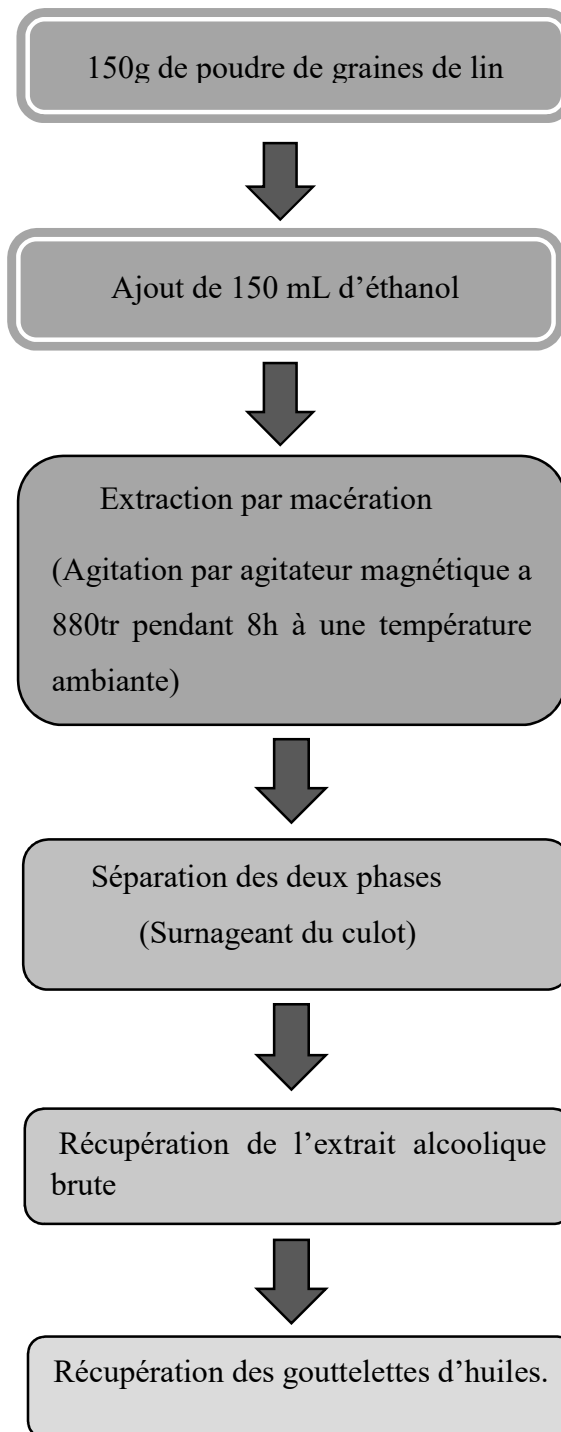 150g de poudre de graines de lin
Ajout de 150 mL d’éthanol
Extraction par macération
(Agitation par agitateur magnétique a
880tr pendant 8h à une température
ambiante)
Séparation des deux phases
(Surnageant du culot)
Récupération de l’extrait alcoolique
brute
Récupération des gouttelettes d’huiles.